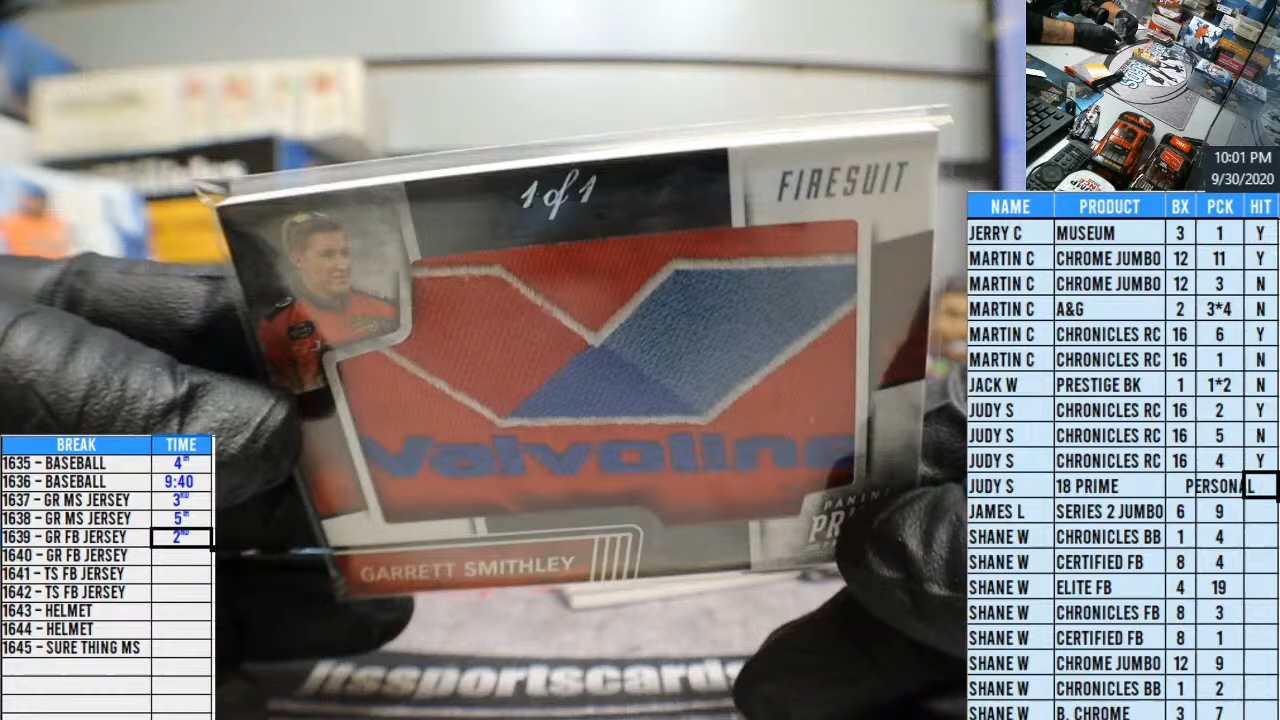 1 of 1
FIRESUIT
Valvoline
PANINI
PR
GARRETT SMITHLEY
itssportscards
10:01 PM
9/30/2020
NAME PRODUCT BX PCK HIT
JERRY C MUSEUM 3 1 Y
MARTIN C CHROME JUMBO 12 11 Y
MARTIN C CHROME JUMBO 12 3 N
MARTIN C A&G 2 3*4 N
MARTIN C CHRONICLES RC 16 6 Y
MARTIN C CHRONICLES RC 16 1 N
JACK W PRESTIGE BK 1 1*2 N
JUDY S CHRONICLES RC 16 2 Y
JUDY S CHRONICLES RC 16 5 N
JUDY S CHRONICLES RC 16 4 Y
JUDY S 18 PRIME PERSONAL
JAMES L SERIES 2 JUMBO 6 9
SHANE W CHRONICLES BB 1 4
SHANE W CERTIFIED FB 8 4
SHANE W ELITE FB 4 19
SHANE W CHRONICLES FB 8 3
SHANE W CERTIFIED FB 8 1
SHANE W CHROME JUMBO 12 9
SHANE W CHRONICLES BB 1 2
SHANE W B. CHROME 3 7
BREAK TIME
1635 - BASEBALL 4TH
1636 - BASEBALL 9:40
1637 - GR MS JERSEY 3RD
1638 - GR MS JERSEY 5TH
1639 - GR FB JERSEY 2ND
1640 - GR FB JERSEY
1641 - TS FB JERSEY
1642 - TS FB JERSEY
1643 - HELMET
1644 - HELMET
1645 - SURE THING MS